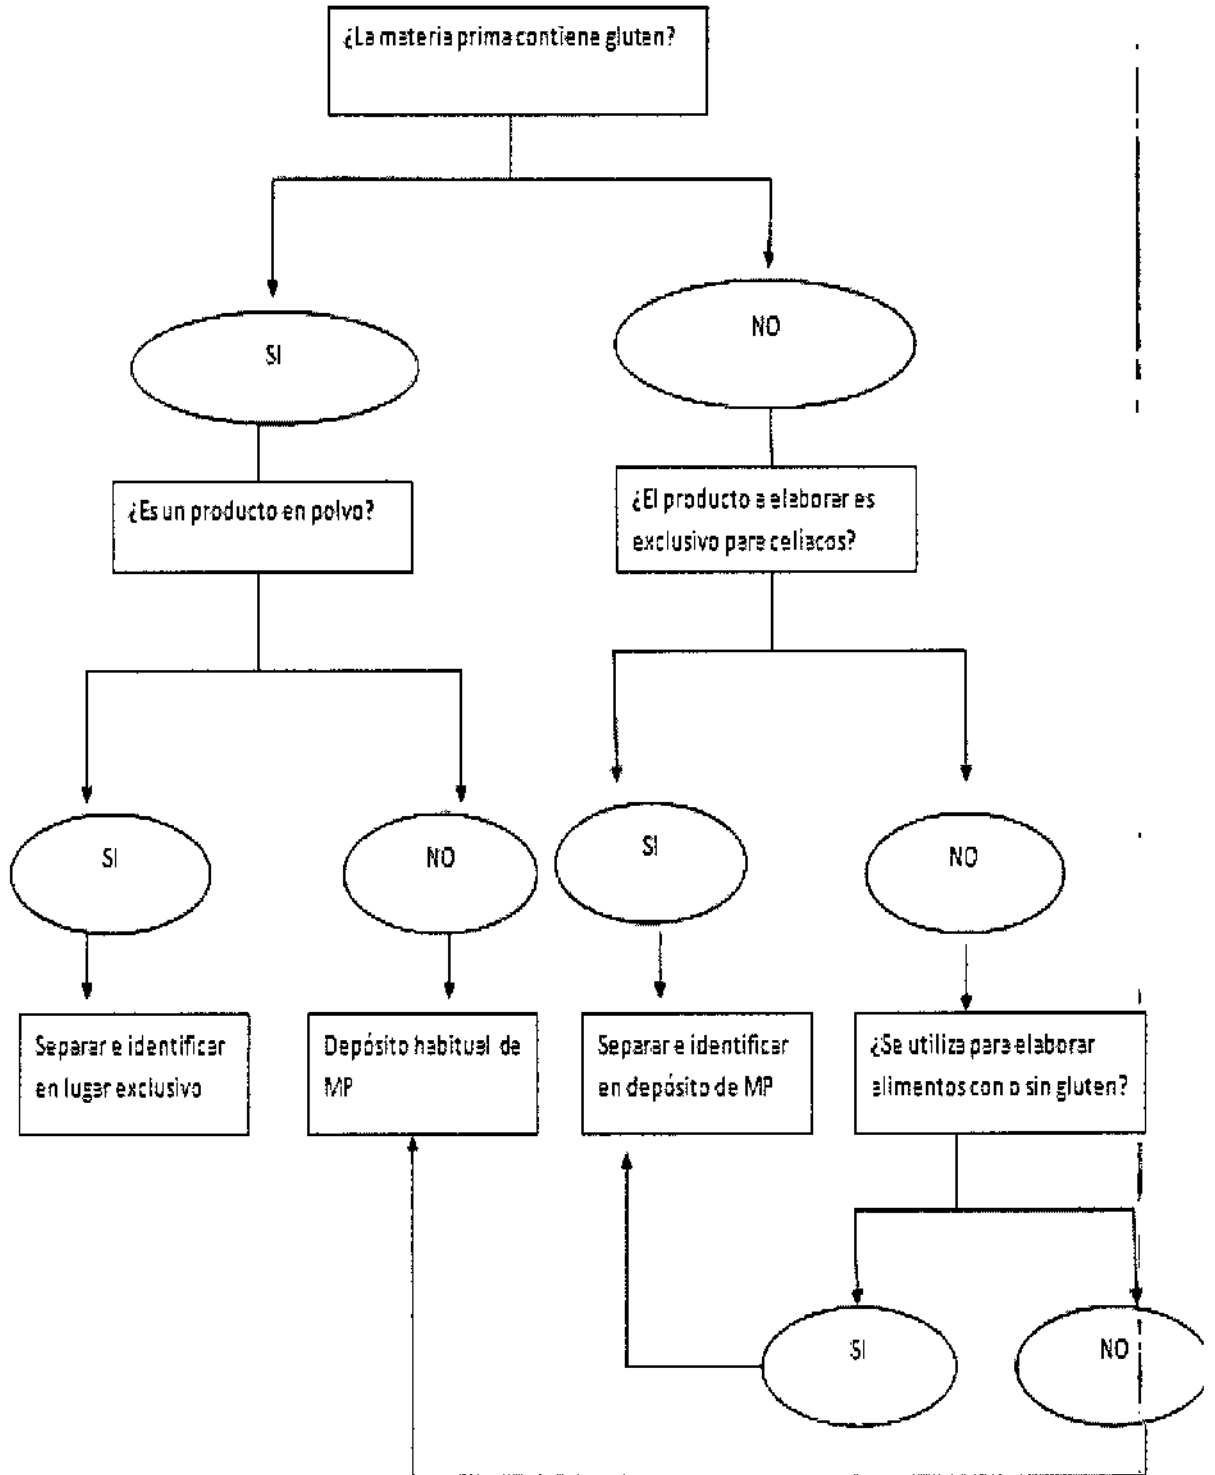 ¿La materia prima contiene gluten?
SI
NO
¿Es un producto en polvo?
¿El producto a elaborar es
exclusivo para celiacos?
SI
NO
SI
NO
Separar e identificar
en lugar exclusivo
Depósito habitual de
MP
Separar e identificar
en depósito de MP
¿Se utiliza para elaborar
alimentos con o sin gluten?
SI
NO